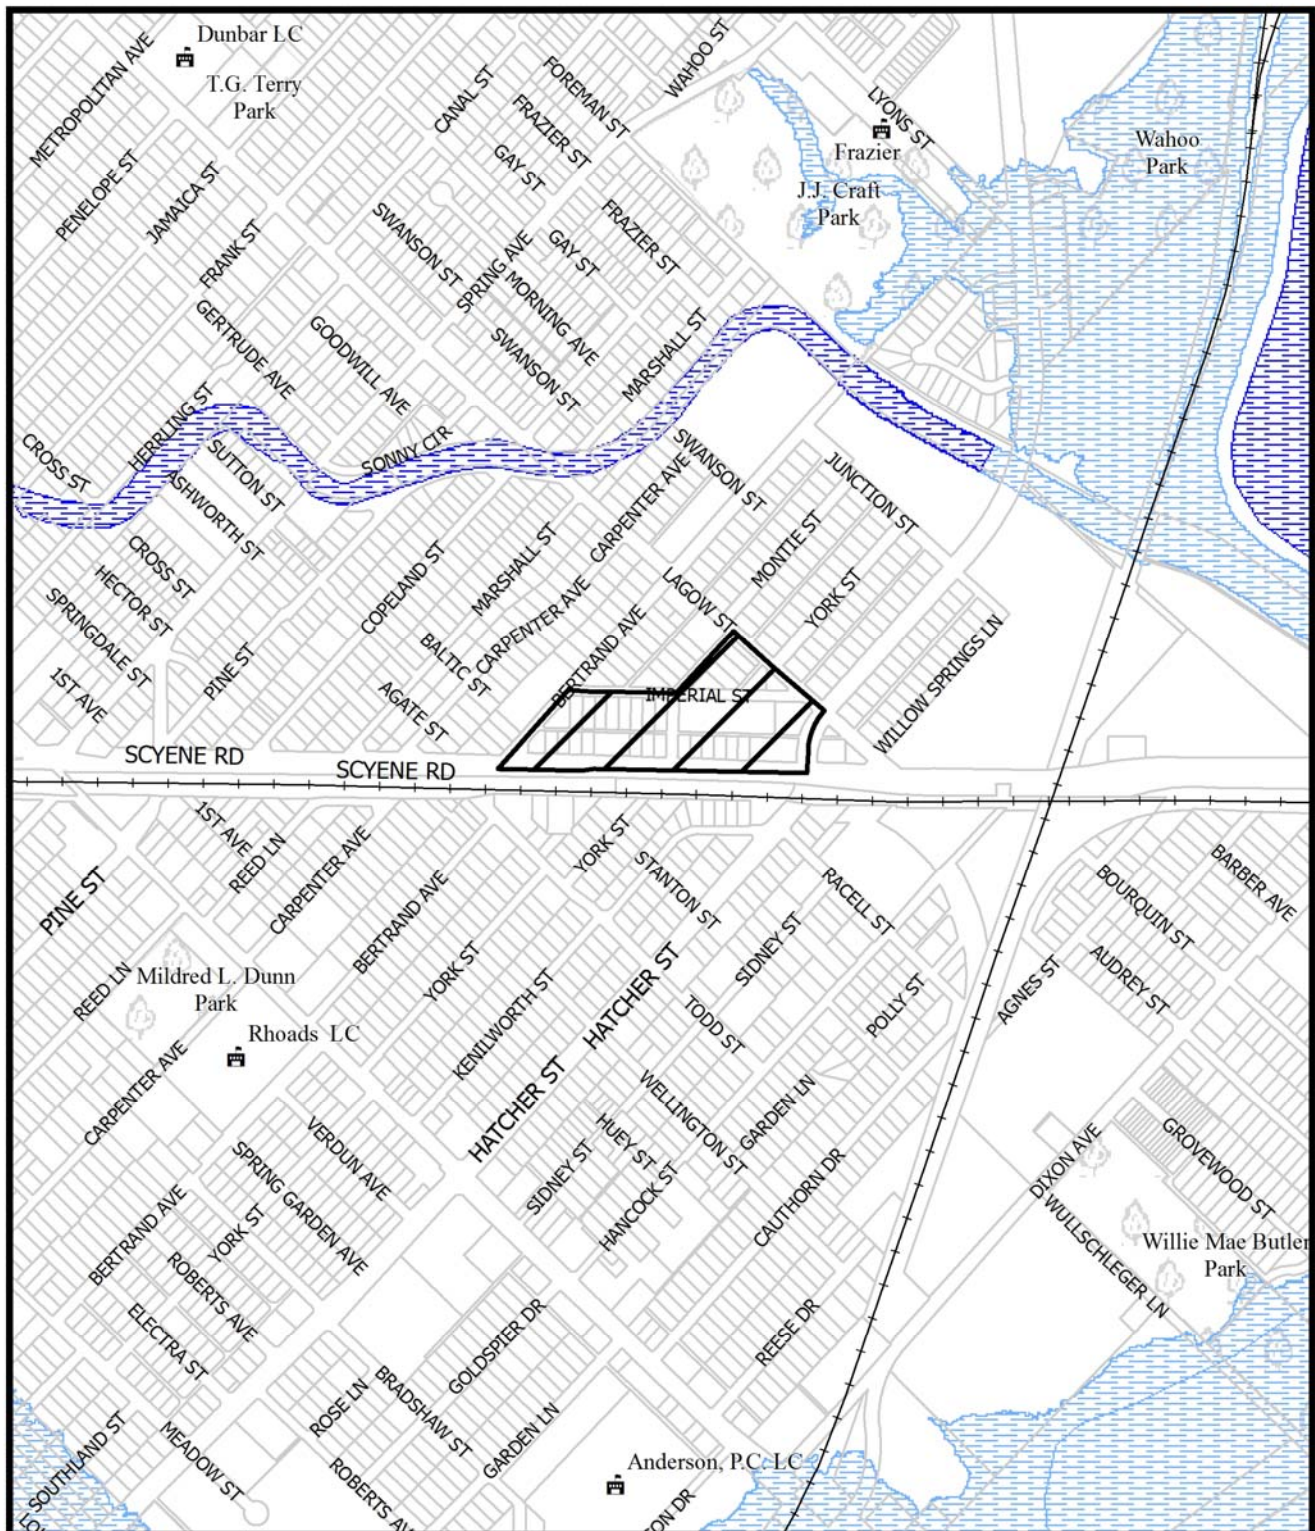 Dunbar LC
METROPOLITAN AVE
T.G. Terry
Park
CANAL ST
FOREMAN ST
WAHOO ST
LYONS ST
FRAZIER ST
Frazier
Wahoo
Park
PENELOPE ST
GAY ST
JAMAICA ST
J.J. Craft
Park
FRANK ST
SWANSON ST
SPRING AVE
GAY ST
FRAZIER ST
GERTRUDE AVE
GOODWILL AVE
MORNING AVE
SWANSON ST
MARSHALL ST
HERRLING ST
CROSS ST
SONNY CIR
SUTTON ST
ASHWORTH ST
CARPENTER AVE
SWANSON ST
JUNCTION ST
CROSS ST
HECTOR ST
SPRINGDALE ST
COPELAND ST
MARSHALL ST
MONTIE ST
LAGOW ST
YORK ST
1ST AVE
PINE ST
BALTIC ST
CARPENTER AVE
BERTRAND AVE
AGATE ST
IMPERIAL ST
WILLOW SPRINGS LN
SCYENE RD
SCYENE RD
1ST AVE
REED LN
CARPENTER AVE
YORK ST
STANTON ST
RACELL ST
BARBER AVE
BOURQUIN ST
PINE ST
BERTRAND AVE
SIDNEY ST
AUDREY ST
REED LN
Mildred L. Dunn
Park
YORK ST
HATCHER ST
AGNES ST
POLLY ST
Rhoads LC
KENILWORTH ST
TODD ST
CARPENTER AVE
HATCHER ST
WELLINGTON ST
GARDEN LN
VERDUN AVE
HUEY ST
DIXON AVE
GROVEWOOD ST
SPRING GARDEN AVE
SIDNEY ST
HANCOCK ST
CAUTHORN DR
BERTRAND AVE
YORK ST
WULLSCHLEGER LN
Willie Mae Butler
Park
ROBERTS AVE
ELECTRA ST
GOLDSPIER DR
REESE DR
ROSE LN
BRADSHAW ST
GARDEN LN
SOUTHLAND ST
MEADOW ST
Anderson, P.C. LC
ROBERTS AV
SON DR